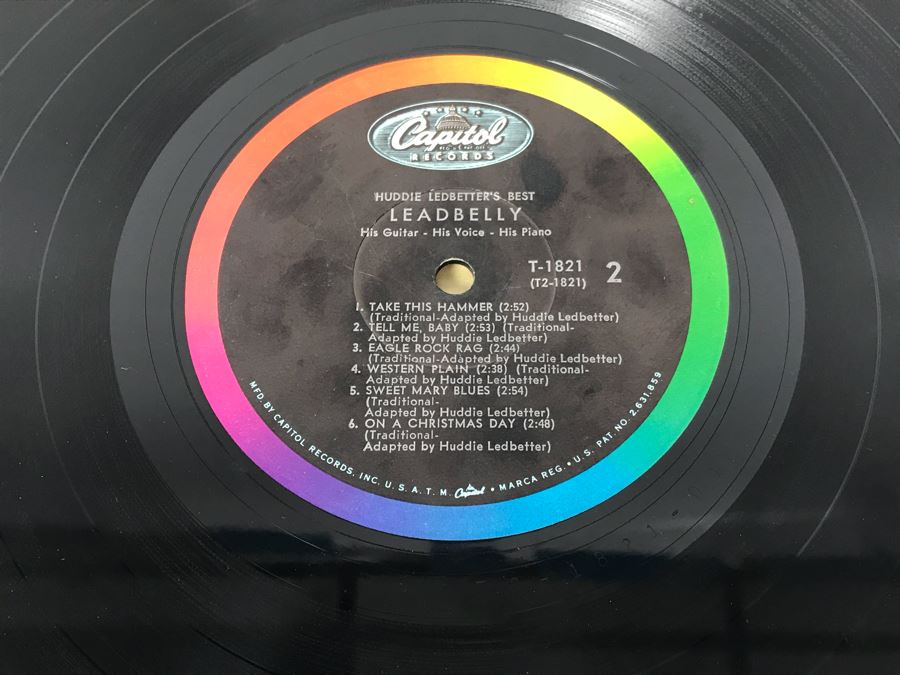 Capitol
RECORDS
HUDDIE LEDBETTER'S BEST
LEADBELLY
His Guitar - His Voice - His Piano
T-1821
(T2-1821)
2
1. TAKE THIS HAMMER (2:52)
(Traditional-Adapted by Huddie Ledbetter)
2. TELL ME, BABY (2:53) (Traditional-
Adapted by Huddie Ledbetter)
3. EAGLE ROCK RAG (2:44)
(Traditional-Adapted by Huddie Ledbetter)
4. WESTERN PLAIN (2:38) (Traditional-
Adapted by Huddie Ledbetter)
5. SWEET MARY BLUES (2:54)
(Traditional-
Adapted by Huddie Ledbetter)
6. ON A CHRISTMAS DAY (2:48)
(Traditional-
Adapted by Huddie Ledbetter)
MFD. BY CAPITOL RECORDS, INC. U.S.A. T.M. Capitol • MARCA REG. • U.S. PAT. NO. 2,631,859